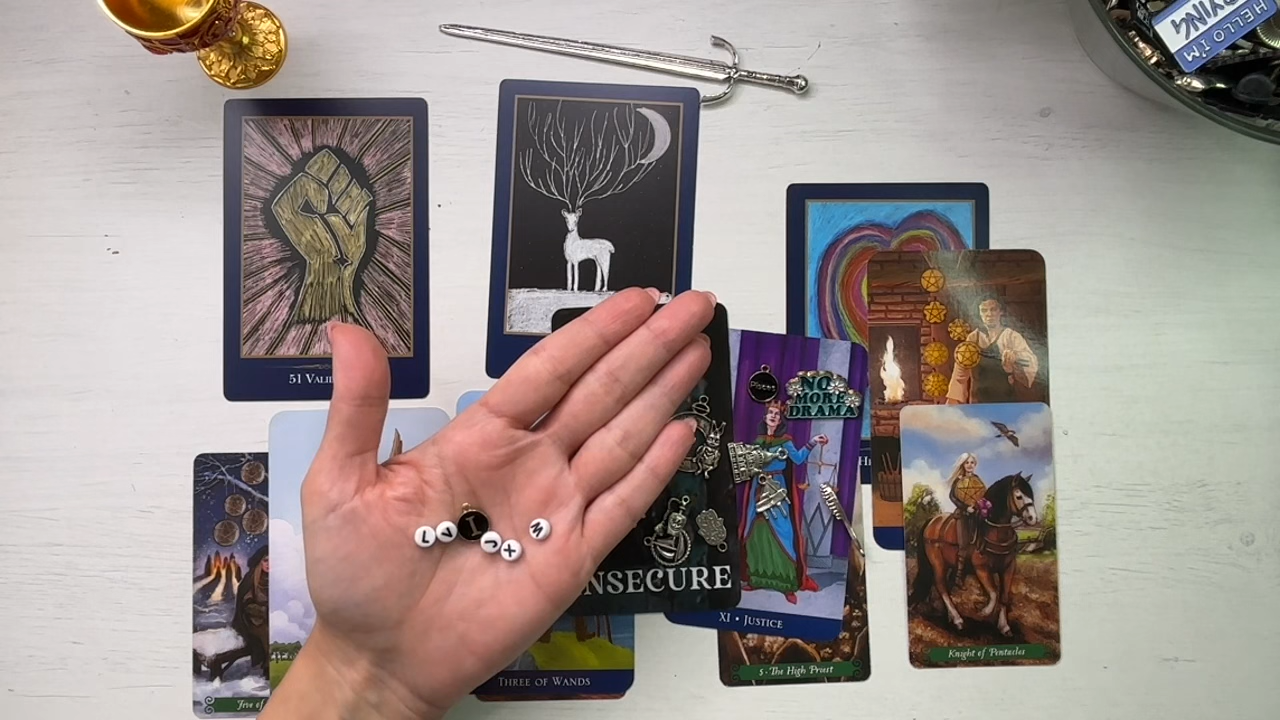 HELLO I'M
51 VALI
Pisces
NO
MORE
DRAMA
L
V
I
J
X
M
NSECURE
XI • JUSTICE
5 - The High Priest
Knight of Pentacles
THREE OF WANDS
Five of